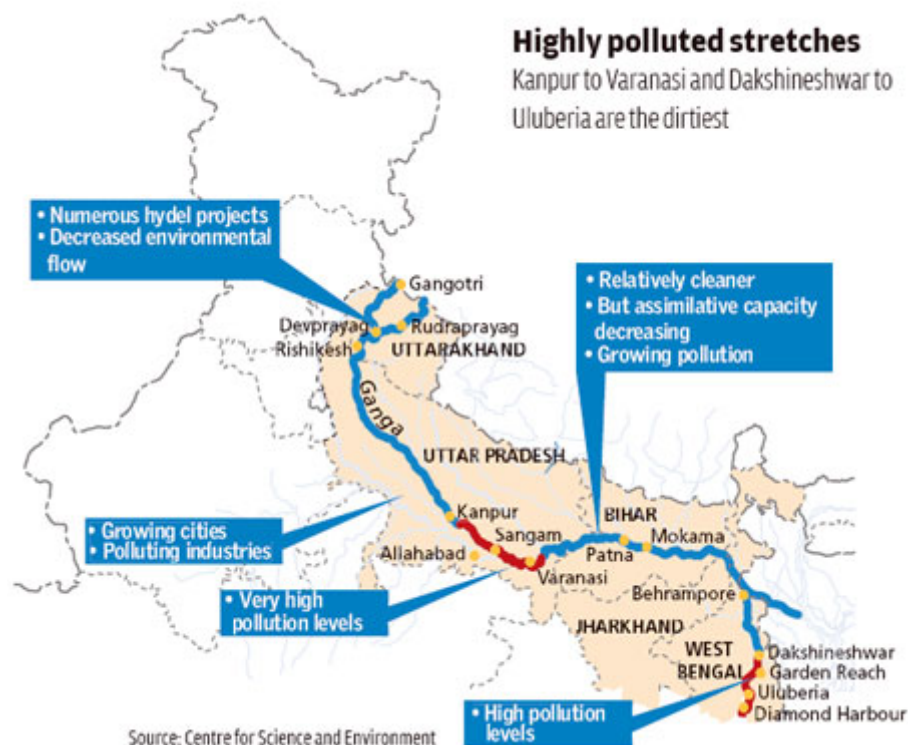 Highly polluted stretches
Kanpur to Varanasi and Dakshineshwar to
Uluberia are the dirtiest
• Numerous hydel projects
• Decreased environmental
flow
• Relatively cleaner
• But assimilative capacity
decreasing
• Growing pollution
Gangotri
Devprayag
Rudraprayag
Rishikesh
UTTARAKHAND
Ganga
UTTAR PRADESH
Kanpur
BIHAR
• Growing cities
• Polluting industries
Sangam
Mokama
Allahabad
Patna
Varanasi
• Very high
pollution levels
Behrampore
JHARKHAND
WEST
BENGAL
Dakshineshwar
Garden Reach
Uluberia
Diamond Harbour
• High pollution
levels
Source: Centre for Science and Environment